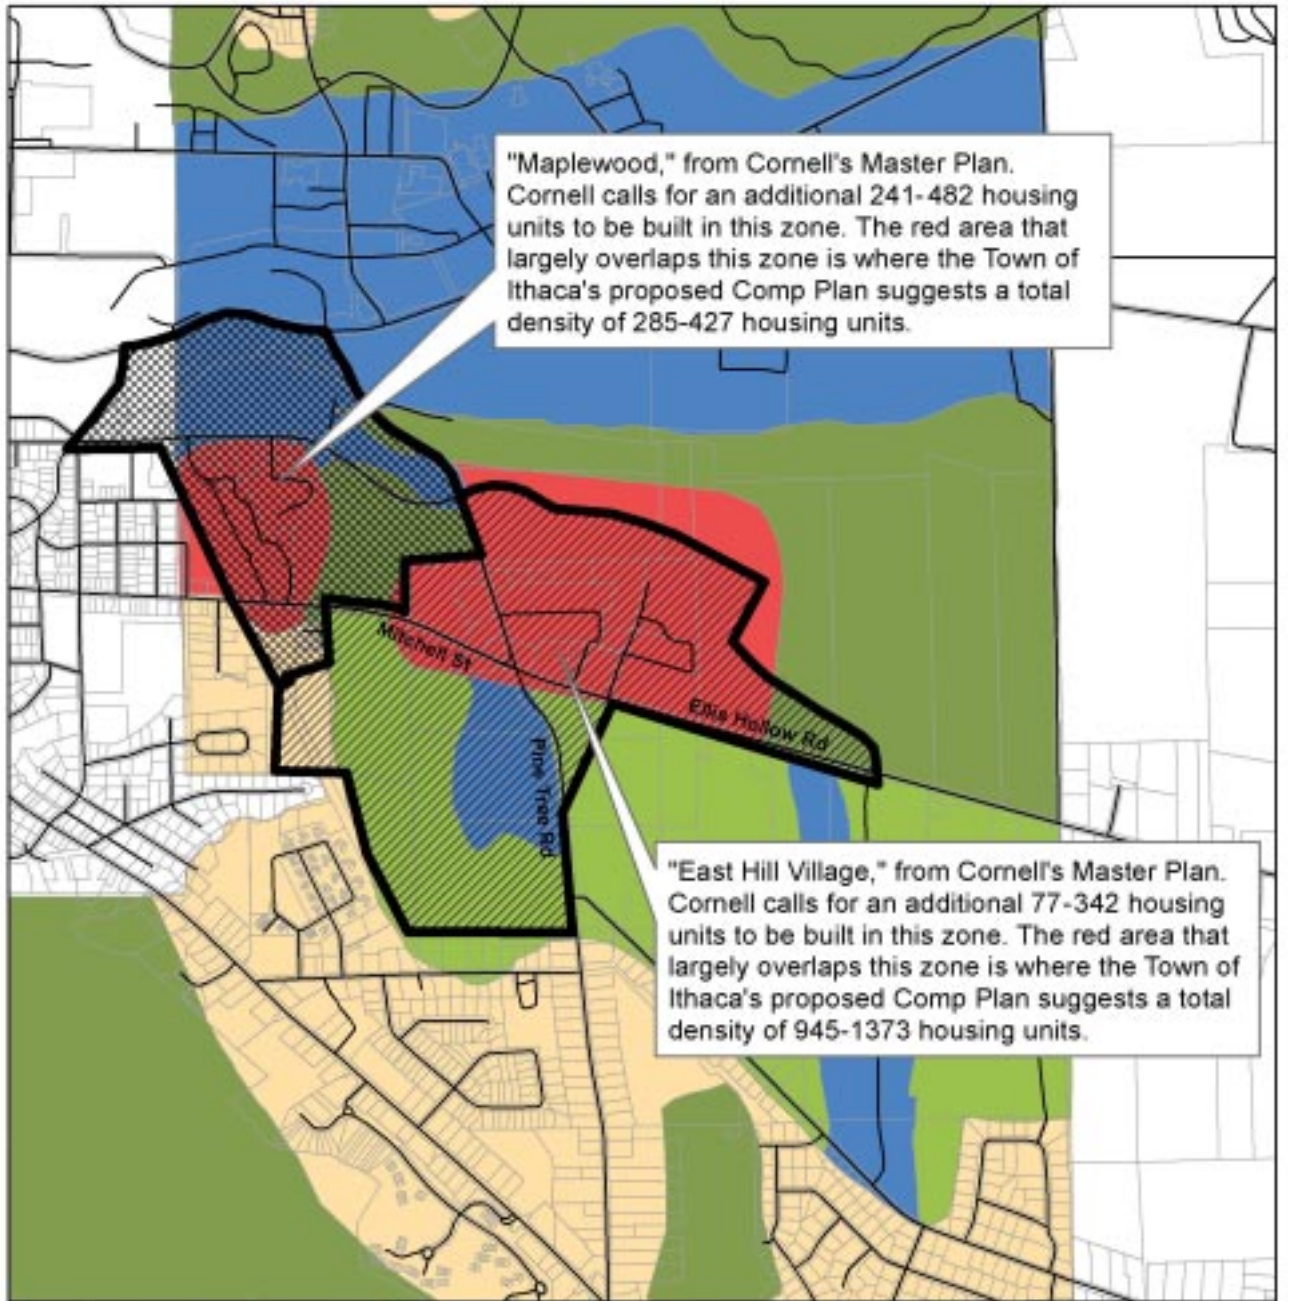 "Maplewood," from Cornell's Master Plan.
Cornell calls for an additional 241-482 housing
units to be built in this zone. The red area that
largely overlaps this zone is where the Town of
Ithaca's proposed Comp Plan suggests a total
density of 285-427 housing units.
Mitchell St
Ellis Hollow Rd
Pine Tree Rd
"East Hill Village," from Cornell's Master Plan.
Cornell calls for an additional 77-342 housing
units to be built in this zone. The red area that
largely overlaps this zone is where the Town of
Ithaca's proposed Comp Plan suggests a total
density of 945-1373 housing units.